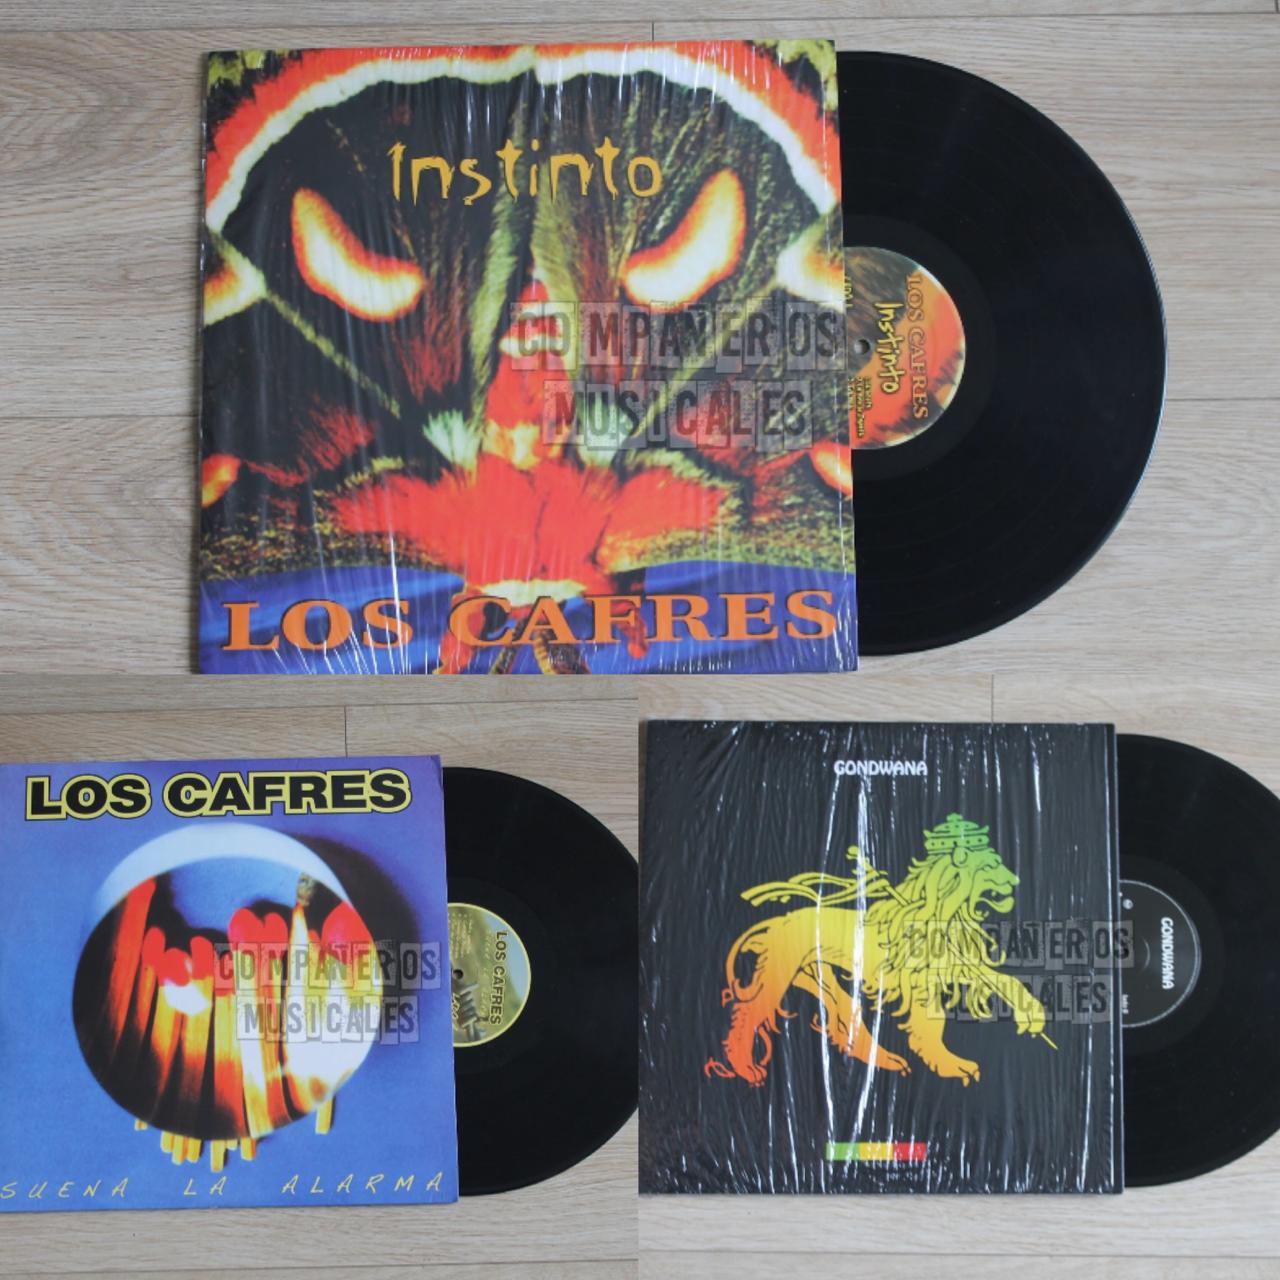 Instinto
COMPAÑEROS
MUSICALES
LOS CAFRES
Instinto
LOS CAFRES
LOS CAFRES
COMPAÑEROS
MUSICALES
LOS CAFRES
SUENA LA ALARMA
GONDWANA
COMPAÑEROS
MUSICALES
GONDWANA